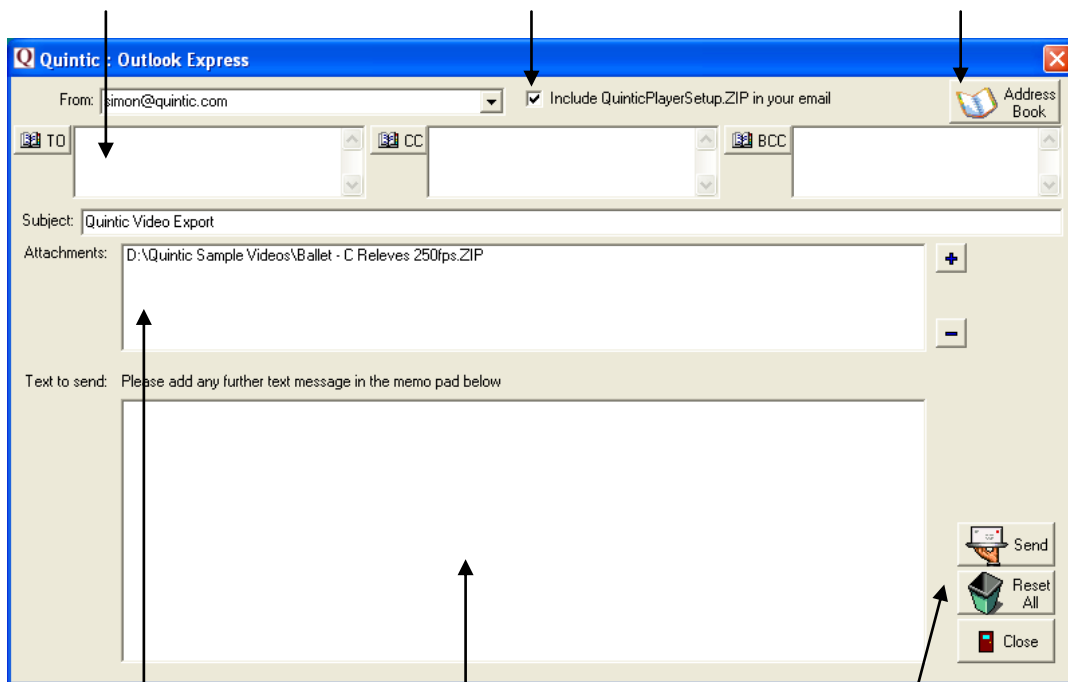 Quintic : Outlook Express
From: simon@quintic.com
Include QuinticPlayerSetup.ZIP in your email
Address Book
TO
CC
BCC
Subject: Quintic Video Export
Attachments: D:\Quintic Sample Videos\Ballet - C Releves 250fps.ZIP
Text to send: Please add any further text message in the memo pad below
Send
Reset
All
Close